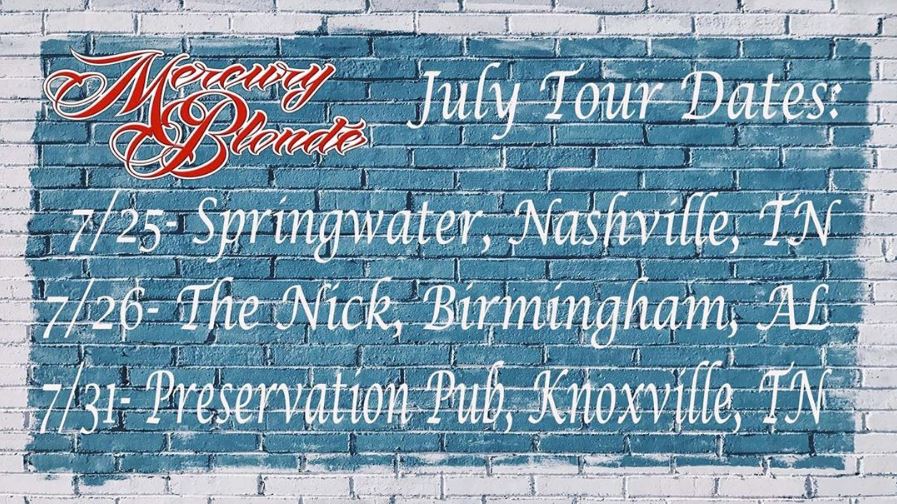 Mercury
Blonde
July Tour Dates:
7/25- Springwater, Nashville, TN
7/26- The Nick, Birmingham, AL
7/31- Preservation Pub, Knoxville, TN